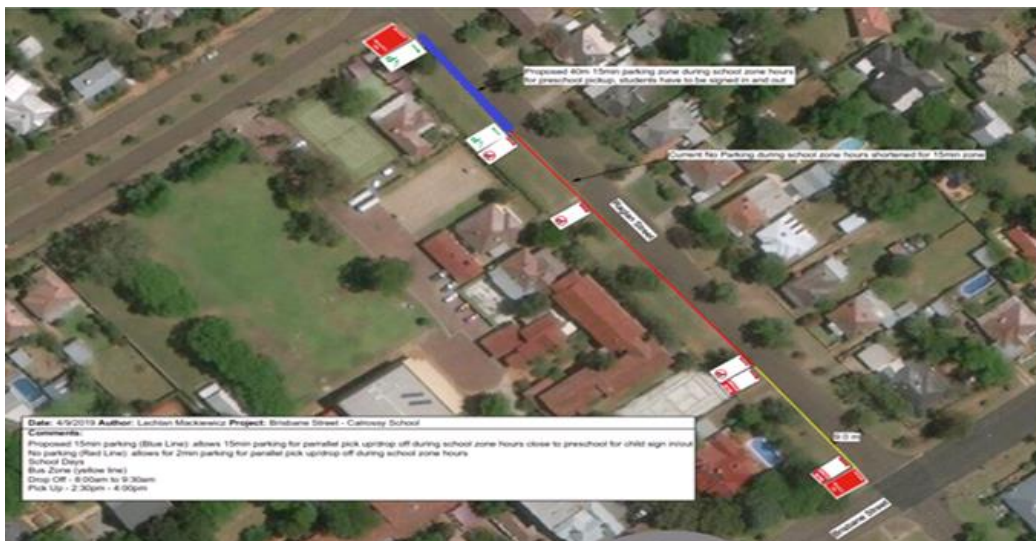 Proposed 40m 15min parking zone during school zone hours
for preschool pickup, students have to be signed in and out
Current No Parking during school zone hours shortened for 15min zone
Raglan Street
9.0 m
Brisbane Street
Date: 4/9/2019 Author: Lachlan Mackiewicz Project: Brisbane Street - Calrossy School
Comments:
Proposed 15min parking (Blue Line): allows 15min parking for parrallel pick up/drop off during school zone hours close to preschool for child sign in/out
No parking (Red Line): allows for 2min parking for parallel pick up/drop off during school zone hours
School Days
Bus Zone (yellow line)
Drop Off - 8:00am to 9:30am
Pick Up - 2:30pm - 4:00pm